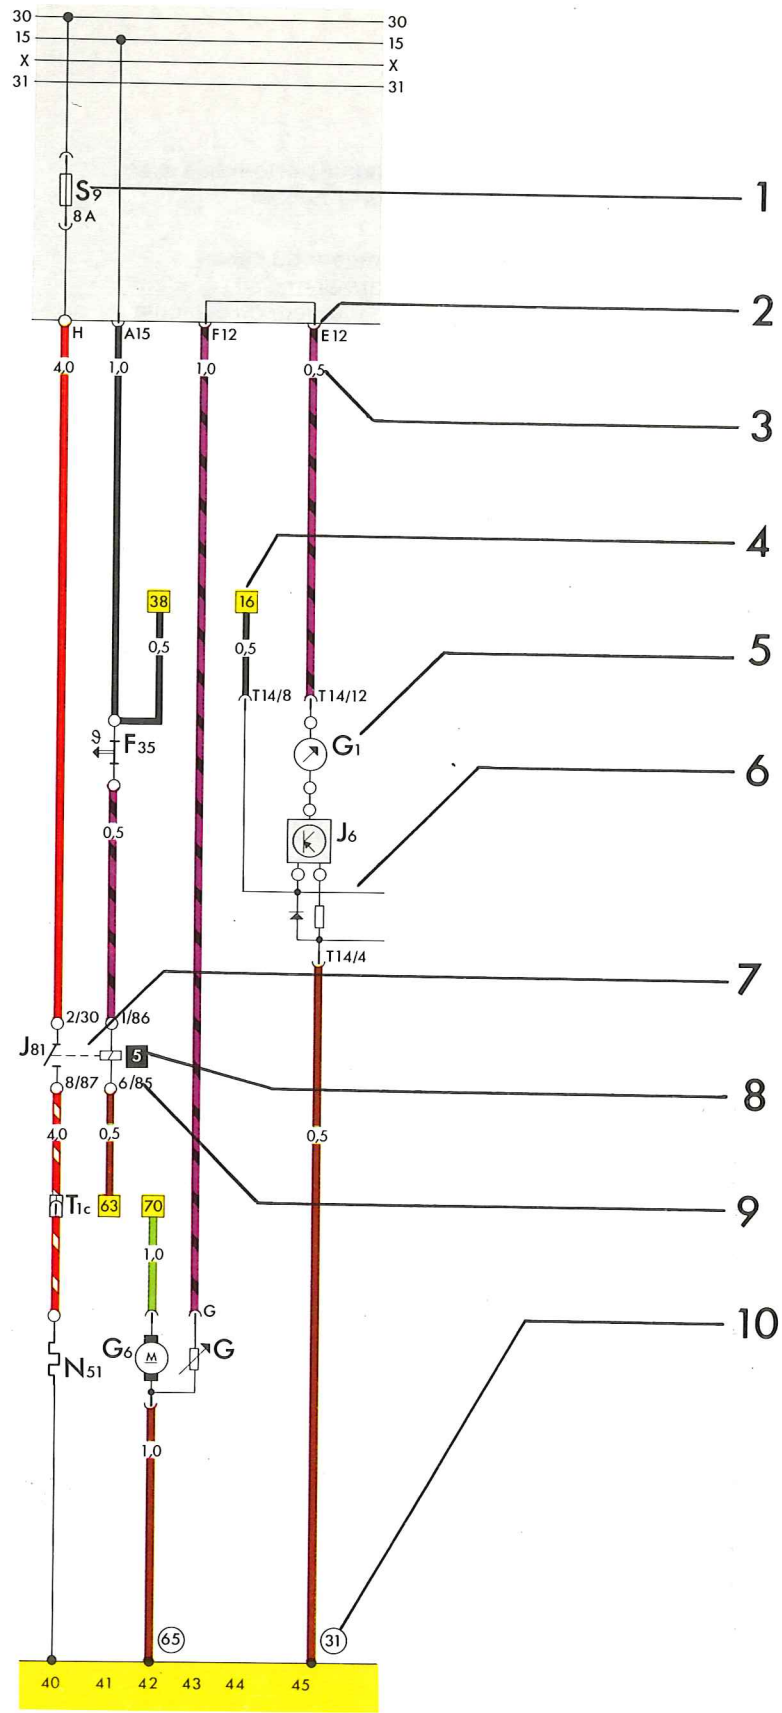 30 30
15 15
X X
31 31
S9
8 A
1
2
H A15 F12 E12
4,0 1,0 1,0 0,5
3
4
38 16
0,5 0,5
5
T14/8 T14/12
ϑ F35 G1
6
0,5 J6
T14/4
7
2/30 1/86
J81 5
8/87 6/85
8
4,0 0,5 0,5
T1c 63 70
9
1,0
G
10
G6 M G
N51
1,0
65 31
40 41 42 43 44 45